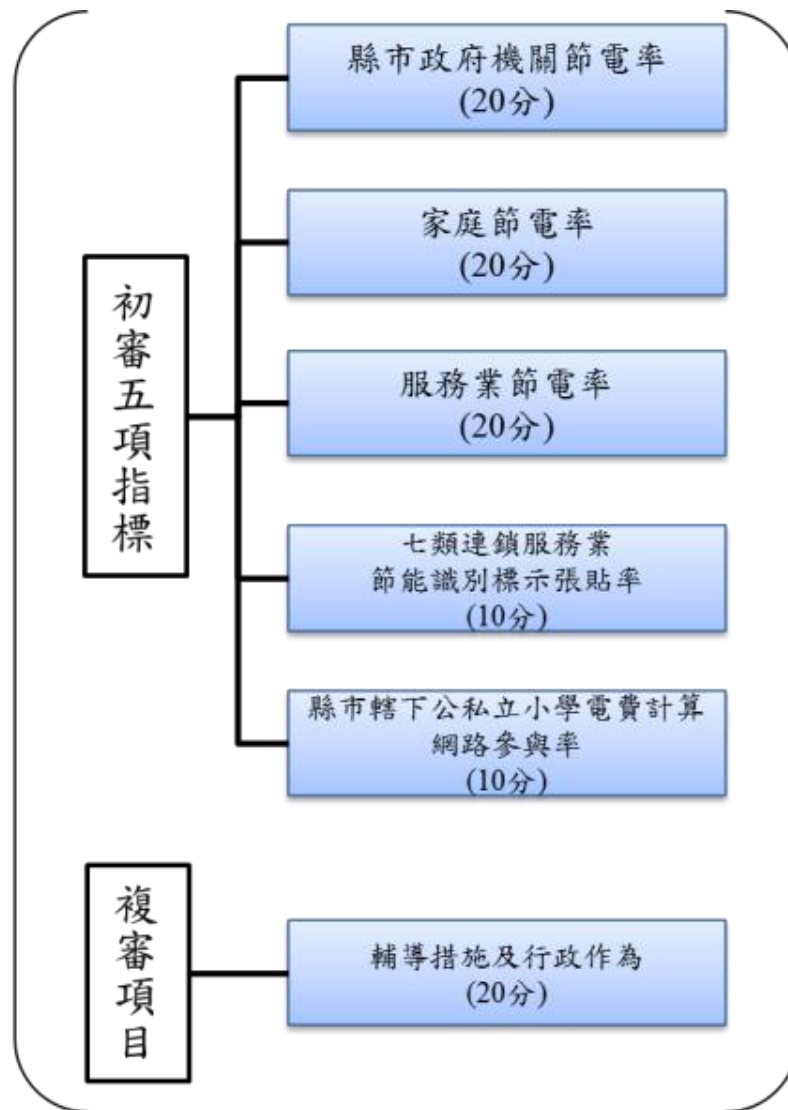 初審五項指標
縣市政府機關節電率
(20分)
家庭節電率
(20分)
服務業節電率
(20分)
七類連鎖服務業
節能識別標示張貼率
(10分)
縣市轄下公私立小學電費計算
網路參與率
(10分)
複審項目
輔導措施及行政作為
(20分)